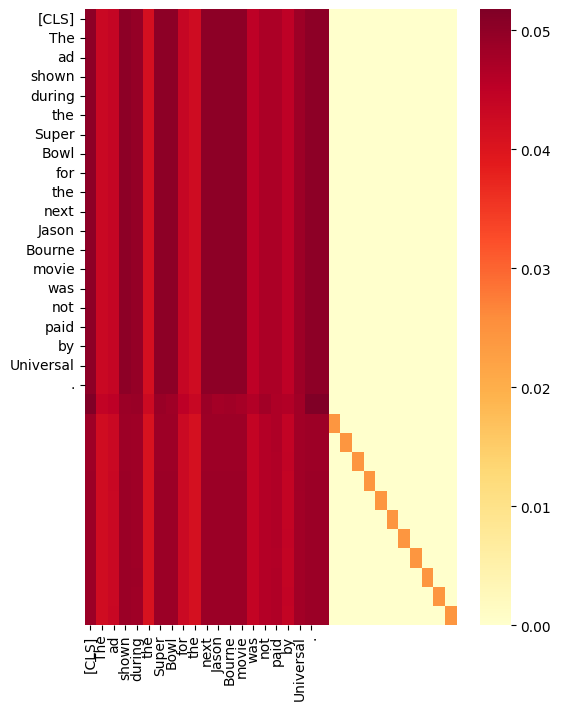 [CLS]
The
ad
shown
during
the
Super
Bowl
for
the
next
Jason
Bourne
movie
was
not
paid
by
Universal
.
[CLS]
The
ad
shown
during
the
Super
Bowl
for
the
next
Jason
Bourne
movie
was
not
paid
by
Universal
.
0.05
0.04
0.03
0.02
0.01
0.00